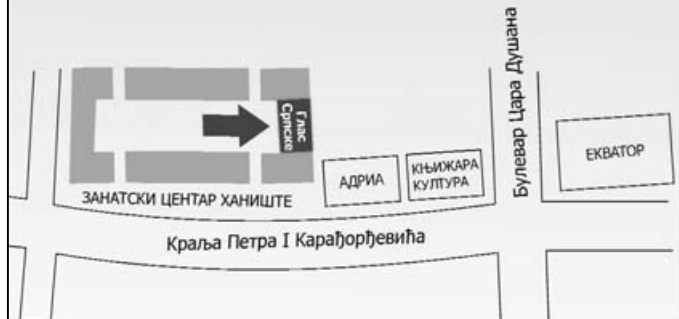 Глас
Српске
ЗАНАТСКИ ЦЕНТАР ХАНИШТЕ
АДРИА
КЊИЖАРА
КУЛТУРА
Булевар Цара Душана
ЕКВАТОР
Краља Петра I Карађорђевића